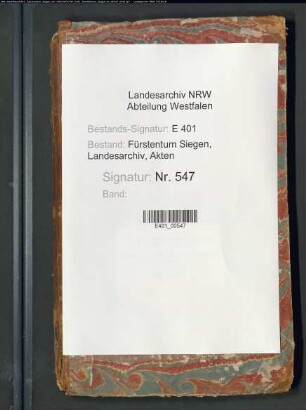 Landesarchiv NRW
Abteilung Westfalen
Bestands-Signatur: E 401
Bestand: Fürstentum Siegen,
Landesarchiv, Akten
Signatur: Nr. 547
Band:
E401_00547